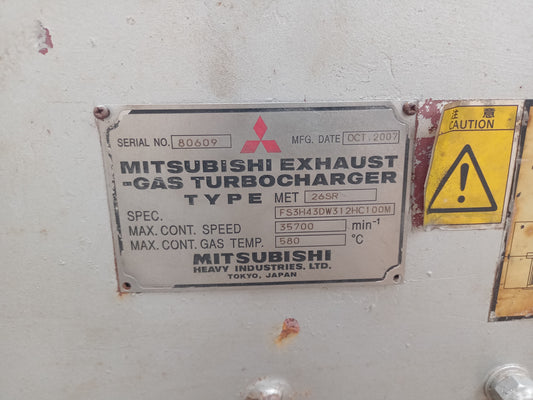 SERIAL NO. 80609 MFG. DATE OCT.2007
MITSUBISHI EXHAUST
-GAS TURBOCHARGER
TYPE MET 26SR
SPEC. FS3H43DW312HC100M
MAX. CONT. SPEED 35700 min⁻¹
MAX. CONT. GAS TEMP. 580 °C
MITSUBISHI
HEAVY INDUSTRIES, LTD.
TOKYO, JAPAN
注 意
CAUTION